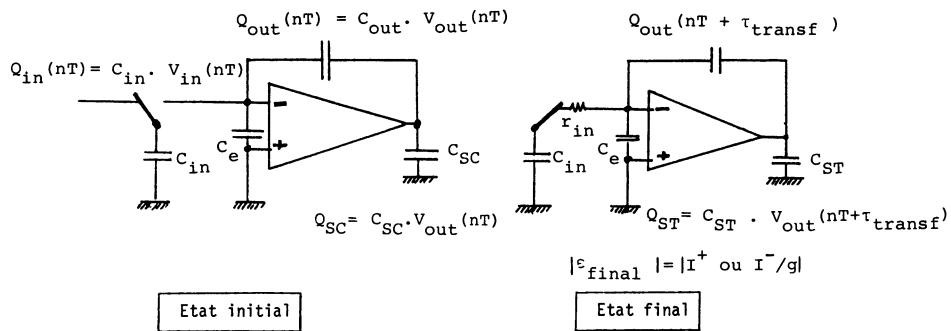 Q_out(nT) = C_out. V_out(nT)
Q_in(nT)= C_in. V_in(nT)
-
+
C_e
C_in
C_SC
Q_SC= C_SC.V_out(nT)
Etat initial
Q_out(nT + τ_transf )
r_in
-
+
C_e
C_in
C_ST
Q_ST= C_ST . V_out(nT+τ_transf)
|ε_final |=|I^+ ou I^-/g|
Etat final